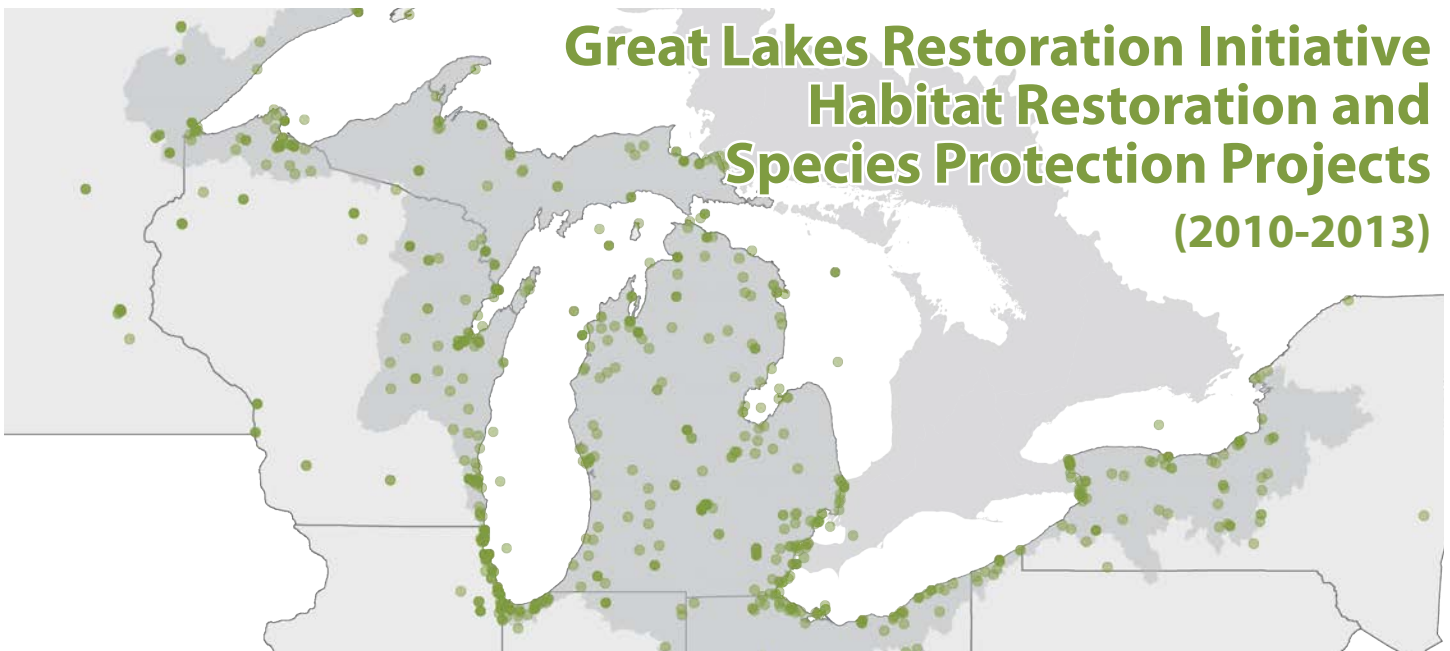 Great Lakes Restoration Initiative
Habitat Restoration and
Species Protection Projects
(2010-2013)